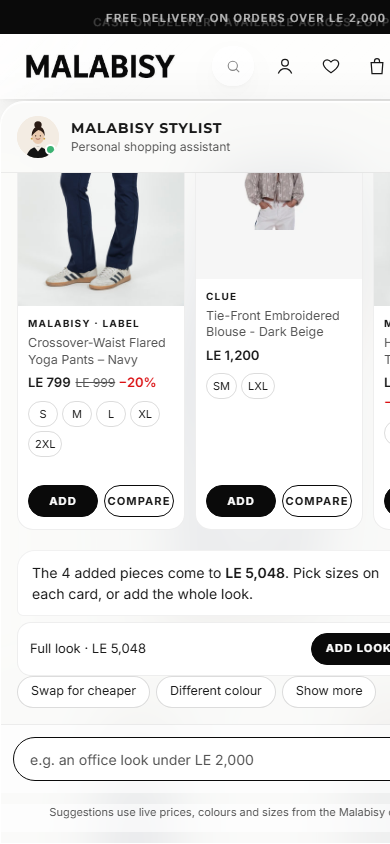 FREE DELIVERY ON ORDERS OVER LE 2,000
MALABISY
MALABISY STYLIST
Personal shopping assistant
MALABISY · LABEL
Crossover-Waist Flared
Yoga Pants – Navy
LE 799 LE 999 −20%
S M L XL
2XL
ADD COMPARE
CLUE
Tie-Front Embroidered
Blouse - Dark Beige
LE 1,200
SM LXL
ADD COMPARE
The 4 added pieces come to LE 5,048. Pick sizes on
each card, or add the whole look.
Full look · LE 5,048
ADD LOOK
Swap for cheaper Different colour Show more
e.g. an office look under LE 2,000
Suggestions use live prices, colours and sizes from the Malabisy